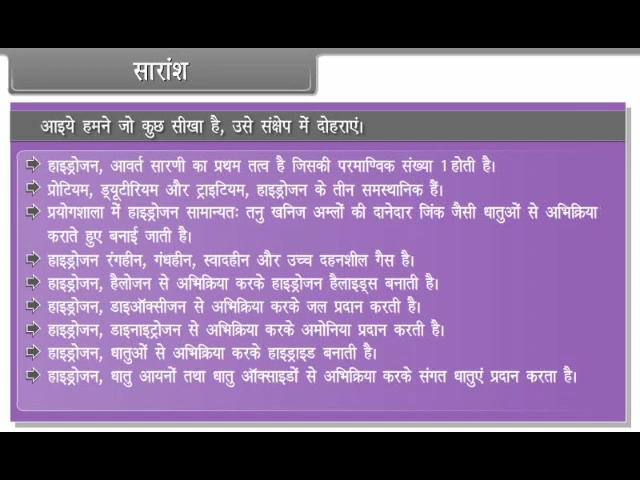 सारांश
आइये हमने जो कुछ सीखा है, उसे संक्षेप में दोहराएं।
हाइड्रोजन, आवर्त सारणी का प्रथम तत्व है जिसकी परमाण्विक संख्या 1 होती है।
प्रोटियम, ड्यूटीरियम और ट्राइटियम, हाइड्रोजन के तीन समस्थानिक हैं।
प्रयोगशाला में हाइड्रोजन सामान्यतः तनु खनिज अम्लों की दानेदार जिंक जैसी धातुओं से अभिक्रिया
कराते हुए बनाई जाती है।
हाइड्रोजन रंगहीन, गंधहीन, स्वादहीन और उच्च दहनशील गैस है।
हाइड्रोजन, हैलोजन से अभिक्रिया करके हाइड्रोजन हैलाइड्स बनाती है।
हाइड्रोजन, डाइऑक्सीजन से अभिक्रिया करके जल प्रदान करती है।
हाइड्रोजन, डाइनाइट्रोजन से अभिक्रिया करके अमोनिया प्रदान करती है।
हाइड्रोजन, धातुओं से अभिक्रिया करके हाइड्राइड बनाती है।
हाइड्रोजन, धातु आयनों तथा धातु ऑक्साइडों से अभिक्रिया करके संगत धातुएं प्रदान करता है।